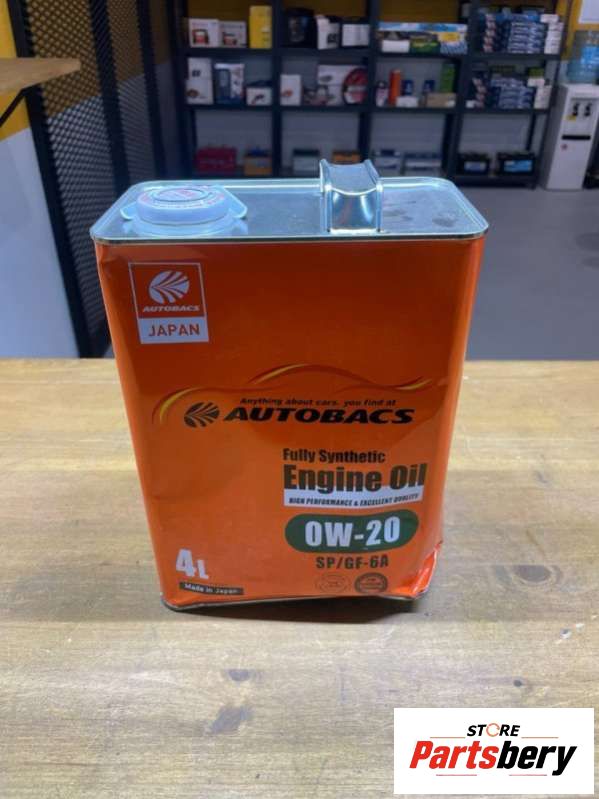 AUTOBACS
JAPAN
Anything about cars, you find at
AUTOBACS
Fully Synthetic
Engine Oil
HIGH PERFORMANCE & EXCELLENT QUALITY
0W-20
SP/GF-6A
4L
Made in Japan
STORE
Partsbery